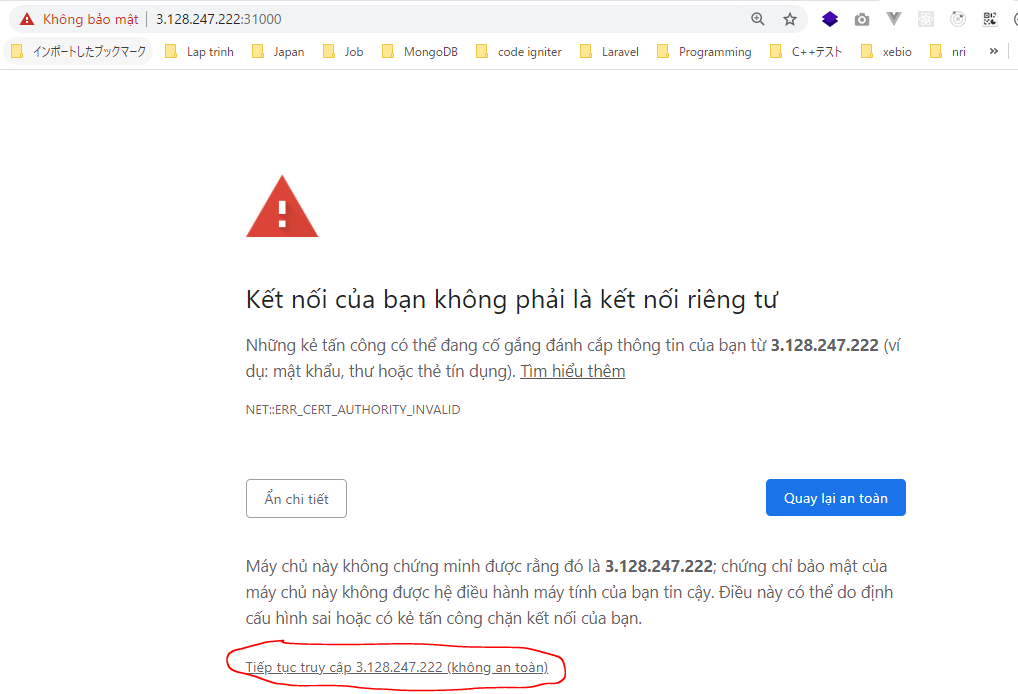 Không bảo mật 3.128.247.222:31000
インポートしたブックマーク Lap trinh Japan Job MongoDB code igniter Laravel Programming C++テスト xebio nri »
Kết nối của bạn không phải là kết nối riêng tư
Những kẻ tấn công có thể đang cố gắng đánh cắp thông tin của bạn từ 3.128.247.222 (ví
dụ: mật khẩu, thư hoặc thẻ tín dụng). Tìm hiểu thêm
NET::ERR_CERT_AUTHORITY_INVALID
Ẩn chi tiết Quay lại an toàn
Máy chủ này không chứng minh được rằng đó là 3.128.247.222; chứng chỉ bảo mật của
máy chủ này không được hệ điều hành máy tính của bạn tin cậy. Điều này có thể do định
cấu hình sai hoặc có kẻ tấn công chặn kết nối của bạn.
Tiếp tục truy cập 3.128.247.222 (không an toàn)